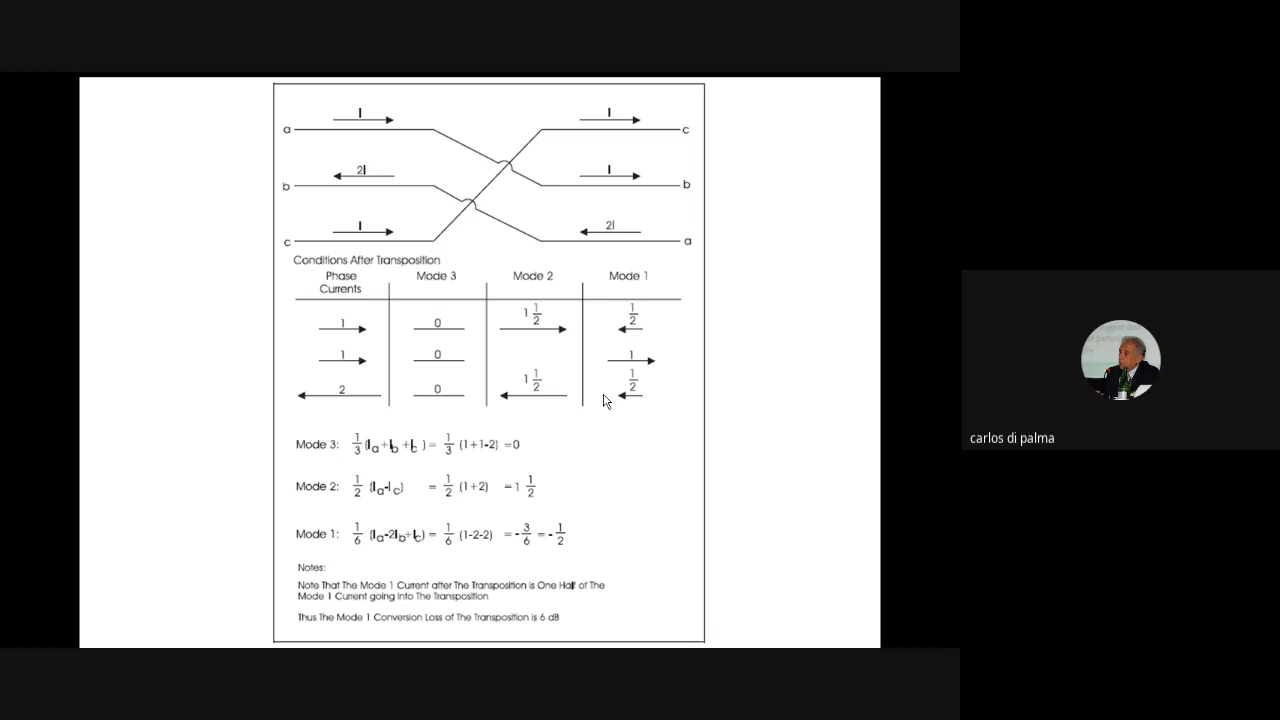 I I
a c
2I I
b b
I 2I
c a
Conditions After Transposition
Phase Currents Mode 3 Mode 2 Mode 1
1 0 1 1/2 1/2
1 0 1
2 0 1 1/2 1/2
Mode 3: 1/3 (Ia+Ib+Ic) = 1/3 (1+1-2) =0
Mode 2: 1/2 (Ia-Ic) = 1/2 (1+2) =1 1/2
Mode 1: 1/6 (Ia-2Ib+Ic) = 1/6 (1-2-2) =-3/6 =-1/2
Notes:
Note That The Mode 1 Current after The Transposition is One Half of The
Mode 1 Current going into The Transposition
Thus The Mode 1 Conversion Loss of The Transposition is 6 dB
carlos di palma